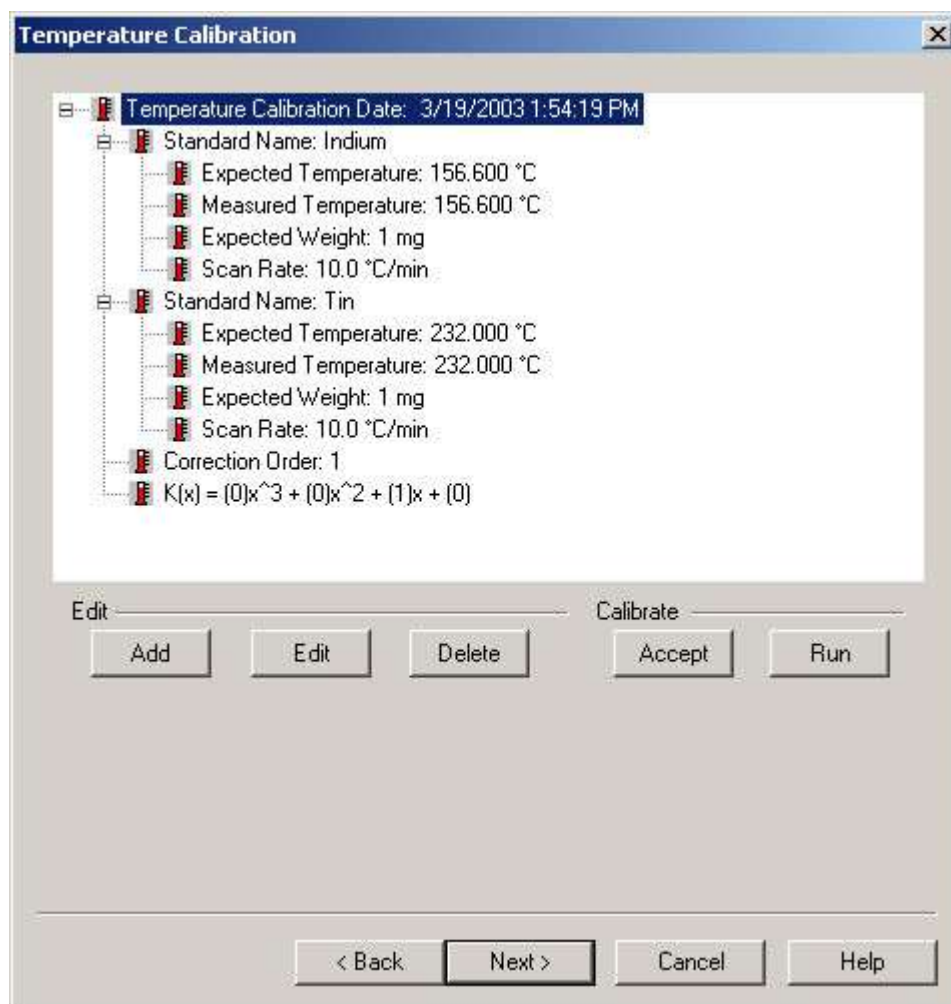 Temperature Calibration
Temperature Calibration Date: 3/19/2003 1:54:19 PM
Standard Name: Indium
Expected Temperature: 156.600 °C
Measured Temperature: 156.600 °C
Expected Weight: 1 mg
Scan Rate: 10.0 °C/min
Standard Name: Tin
Expected Temperature: 232.000 °C
Measured Temperature: 232.000 °C
Expected Weight: 1 mg
Scan Rate: 10.0 °C/min
Correction Order: 1
K(x) = (0)x^3 + (0)x^2 + (1)x + (0)
Edit Calibrate
Add Edit Delete Accept Run
< Back Next > Cancel Help